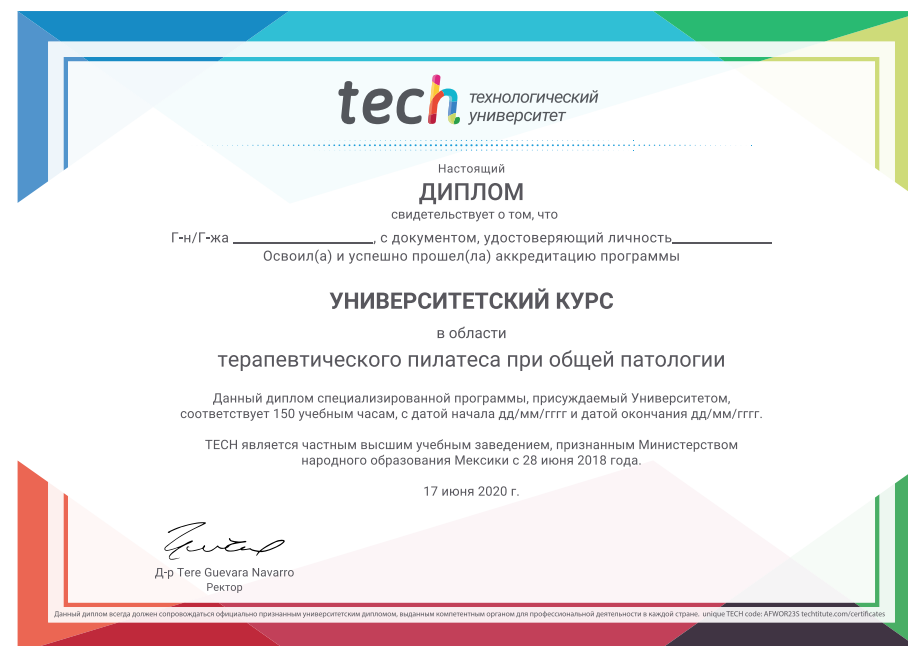 tech технологический
университет
Настоящий
ДИПЛОМ
свидетельствует о том, что
Г-н/Г-жа ____________, с документом, удостоверяющий личность____________
Освоил(а) и успешно прошел(ла) аккредитацию программы
УНИВЕРСИТЕТСКИЙ КУРС
в области
терапевтического пилатеса при общей патологии
Данный диплом специализированной программы, присуждаемый Университетом,
соответствует 150 учебным часам, с датой начала дд/мм/гггг и датой окончания дд/мм/гггг.
TECH является частным высшим учебным заведением, признанным Министерством
народного образования Мексики с 28 июня 2018 года.
17 июня 2020 г.
Д-р Tere Guevara Navarro
Ректор
Данный диплом всегда должен сопровождаться официально признанным университетским дипломом, выданным компетентным органом для профессиональной деятельности в каждой стране. unique TECH code: AFWOR23S techtitute.com/certificates